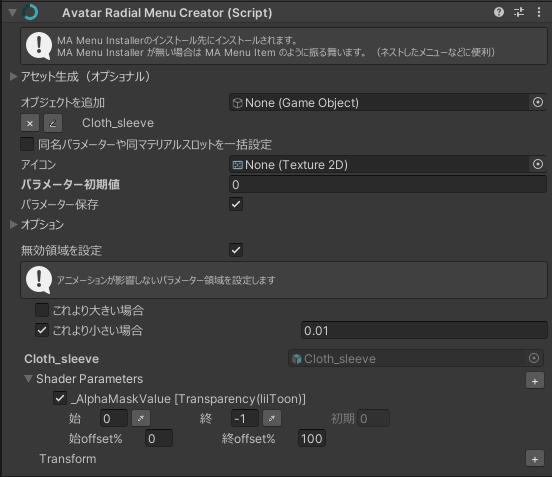 Avatar Radial Menu Creator (Script)
MA Menu Installerのインストール先にインストールされます。
MA Menu Installer が無い場合は MA Menu Item のように振る舞います。（ネストしたメニューなどに便利）
アセット生成（オプショナル）
オブジェクトを追加 None (Game Object)
× ∠ Cloth_sleeve
同名パラメーターや同マテリアルスロットを一括設定
アイコン None (Texture 2D)
パラメーター初期値 0
パラメーター保存
オプション
無効領域を設定
アニメーションが影響しないパラメーター領域を設定します
これより大きい場合
これより小さい場合 0.01
Cloth_sleeve Cloth_sleeve
Shader Parameters +
_AlphaMaskValue [Transparency(lilToon)]
始 0 終 -1 初期 0
始offset% 0 終offset% 100
Transform +